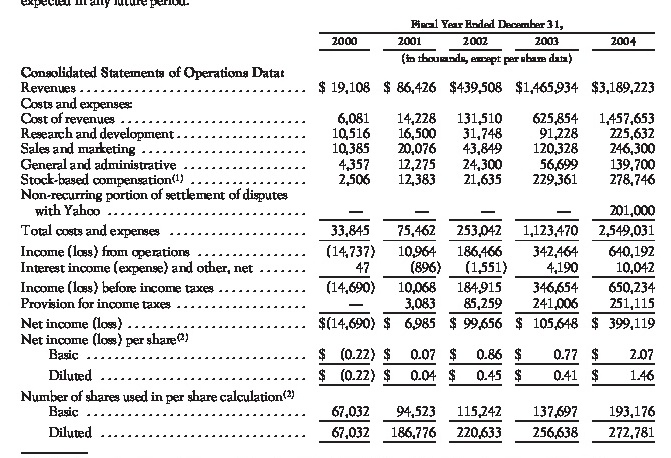 expected in any future period.
Fiscal Year Ended December 31,
2000 2001 2002 2003 2004
(in thousands, except per share data)
Consolidated Statements of Operations Data:
Revenues . . . . . . . . . . . . . . . . . . . . . . . . . . . . . . $ 19,108 $ 86,426 $439,508 $1,465,934 $3,189,223
Costs and expenses:
Cost of revenues . . . . . . . . . . . . . . . . . . . . . . . . 6,081 14,228 131,510 625,854 1,457,653
Research and development . . . . . . . . . . . . . . . . . 10,516 16,500 31,748 91,228 225,632
Sales and marketing . . . . . . . . . . . . . . . . . . . . . 10,385 20,076 43,849 120,328 246,300
General and administrative . . . . . . . . . . . . . . . . 4,357 12,275 24,300 56,699 139,700
Stock-based compensation(1) . . . . . . . . . . . . . . . 2,506 12,383 21,635 229,361 278,746
Non-recurring portion of settlement of disputes
with Yahoo . . . . . . . . . . . . . . . . . . . . . . . . . . — — — — 201,000
Total costs and expenses . . . . . . . . . . . . . . . . . . 33,845 75,462 253,042 1,123,470 2,549,031
Income (loss) from operations . . . . . . . . . . . . . . (14,737) 10,964 186,466 342,464 640,192
Interest income (expense) and other, net . . . . . . . 47 (896) (1,551) 4,190 10,042
Income (loss) before income taxes . . . . . . . . . . . . (14,690) 10,068 184,915 346,654 650,234
Provision for income taxes . . . . . . . . . . . . . . . . . — 3,083 85,259 241,006 251,115
Net income (loss) . . . . . . . . . . . . . . . . . . . . . . . $(14,690) $ 6,985 $ 99,656 $ 105,648 $ 399,119
Net income (loss) per share(2)
Basic . . . . . . . . . . . . . . . . . . . . . . . . . . . . . $ (0.22) $ 0.07 $ 0.86 $ 0.77 $ 2.07
Diluted . . . . . . . . . . . . . . . . . . . . . . . . . . . . $ (0.22) $ 0.04 $ 0.45 $ 0.41 $ 1.46
Number of shares used in per share calculation(2)
Basic . . . . . . . . . . . . . . . . . . . . . . . . . . . . . 67,032 94,523 115,242 137,697 193,176
Diluted . . . . . . . . . . . . . . . . . . . . . . . . . . . . 67,032 186,776 220,633 256,638 272,781